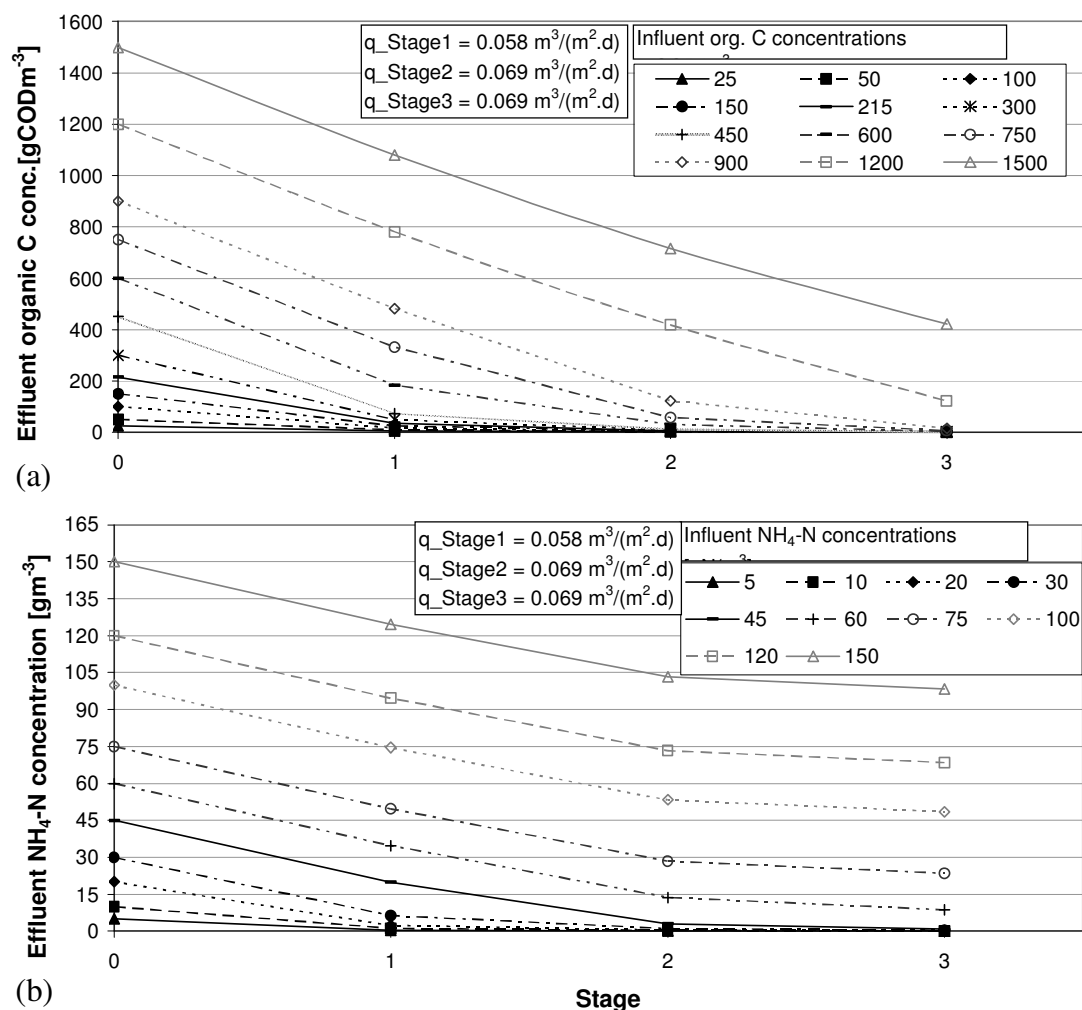 1600
1400
1200
1000
800
600
400
200
0
Effluent organic C conc.[gCODm-3]
q_Stage1 = 0.058 m3/(m2.d)
q_Stage2 = 0.069 m3/(m2.d)
q_Stage3 = 0.069 m3/(m2.d)
Influent org. C concentrations
25 50 100
150 215 300
450 600 750
900 1200 1500
0 1 2 3
(a)
165
150
135
120
105
90
75
60
45
30
15
0
Effluent NH4-N concentration [gm-3]
q_Stage1 = 0.058 m3/(m2.d)
q_Stage2 = 0.069 m3/(m2.d)
q_Stage3 = 0.069 m3/(m2.d)
Influent NH4-N concentrations
5 10 20 30
45 60 75 100
120 150
0 1 2 3
(b)
Stage